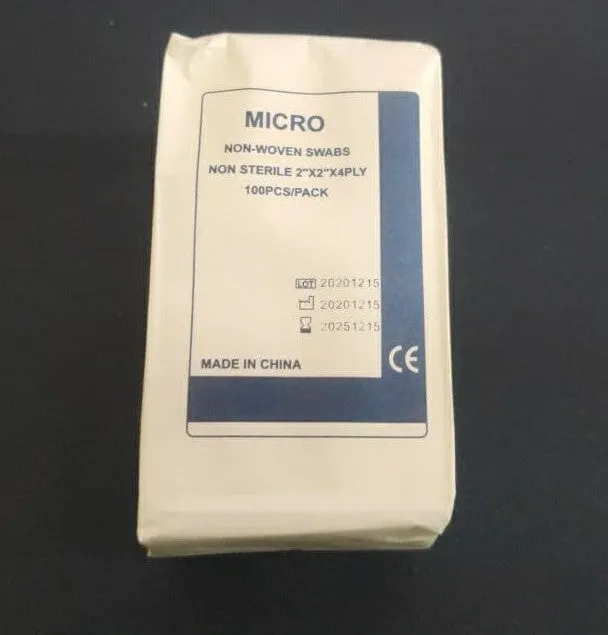 MICRO
NON-WOVEN SWABS
NON STERILE 2"X2"X4PLY
100PCS/PACK
LOT 20201215
20201215
20251215
MADE IN CHINA
CE